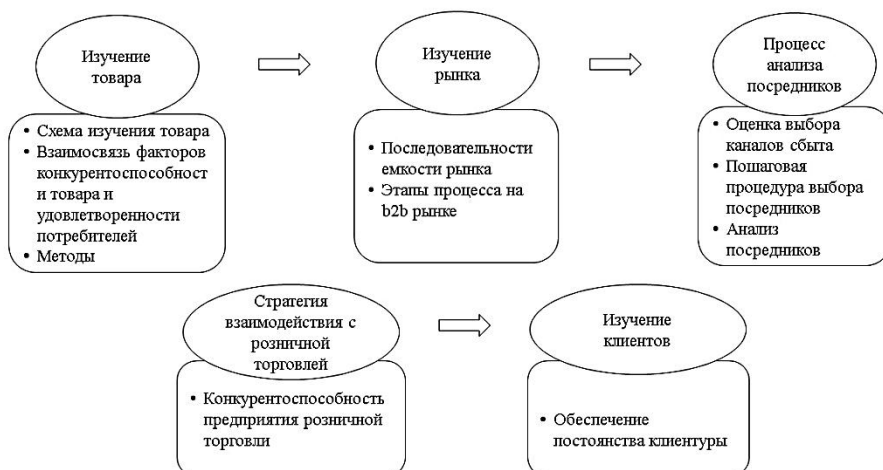 Изучение
товара
• Схема изучения товара
• Взаимосвязь факторов
конкурентоспособност
и товара и
удовлетворенности
потребителей
• Методы
Изучение
рынка
• Последовательности
емкости рынка
• Этапы процесса на
b2b рынке
Процесс
анализа
посредников
• Оценка выбора
каналов сбыта
• Пошаговая
процедура выбора
посредников
• Анализ
посредников
Стратегия
взаимодействия с
розничной
торговлей
• Конкурентоспособность
предприятия розничной
торговли
Изучение
клиентов
• Обеспечение
постоянства клиентуры